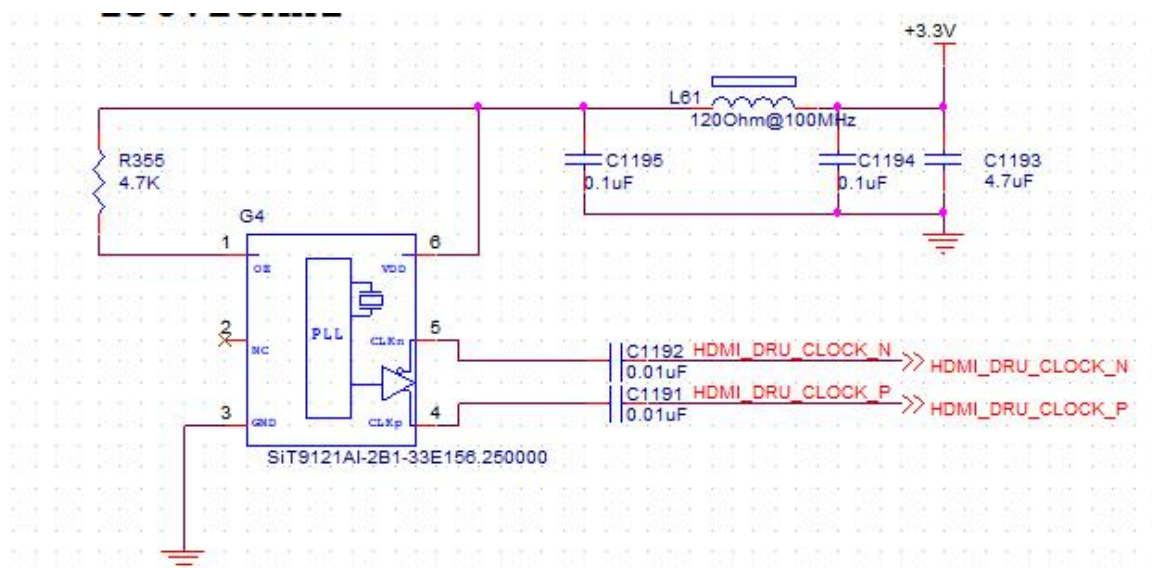 +3.3V
L61
120Ohm@100MHz
R355
4.7K
C1195
0.1uF
C1194
0.1uF
C1193
4.7uF
G4
1
6
OE
VDD
2
5
NC
PLL
CLKn
3
4
GND
CLKp
SiT9121AI-2B1-33E156.250000
C1192
0.01uF
HDMI_DRU_CLOCK_N
HDMI_DRU_CLOCK_N
C1191
0.01uF
HDMI_DRU_CLOCK_P
HDMI_DRU_CLOCK_P